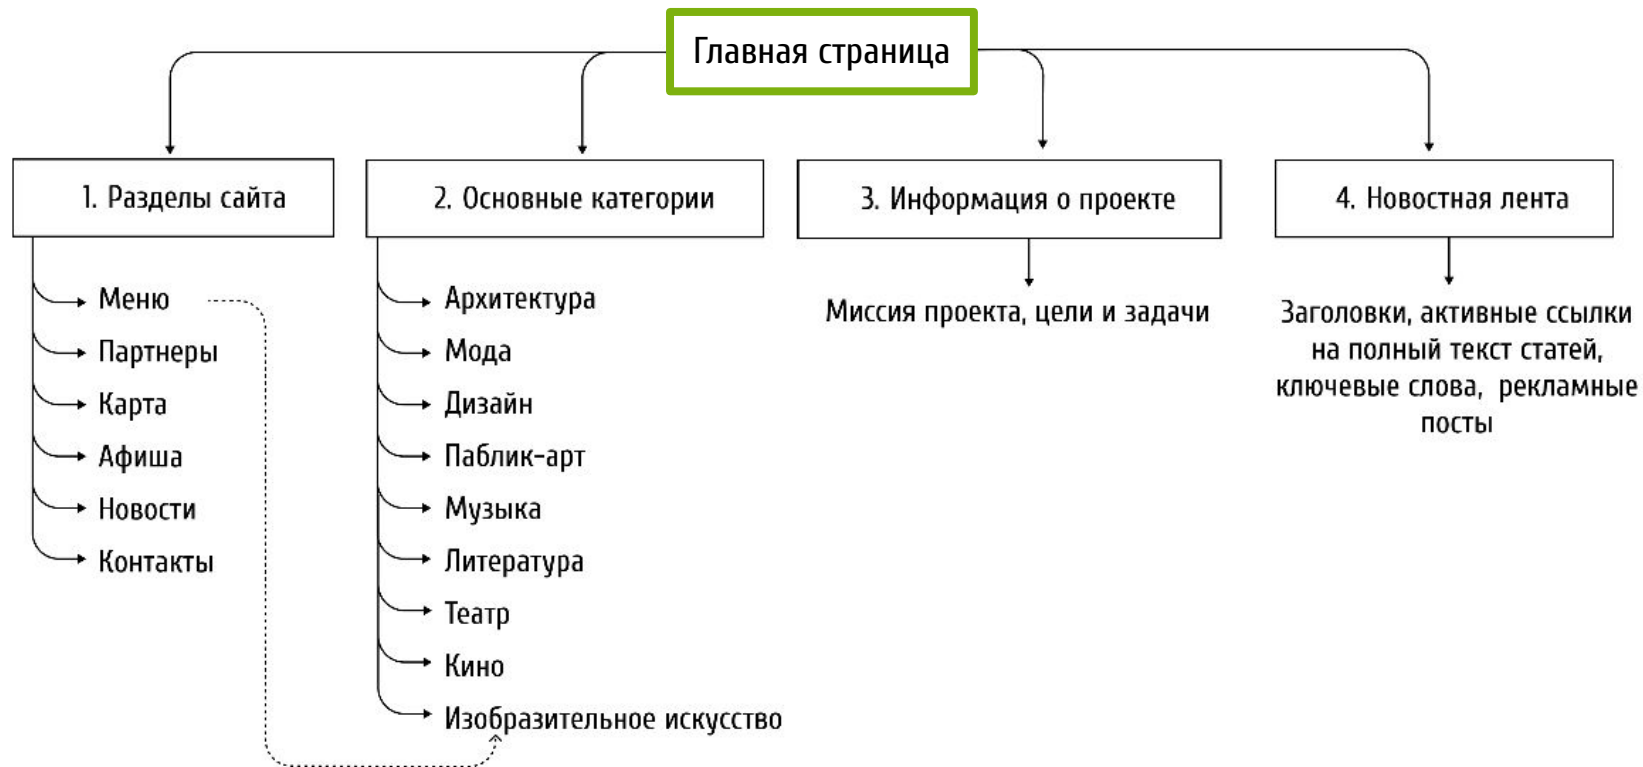 Главная страница
1. Разделы сайта
Меню
Партнеры
Карта
Афиша
Новости
Контакты
2. Основные категории
Архитектура
Мода
Дизайн
Паблик-арт
Музыка
Литература
Театр
Кино
Изобразительное искусство
3. Информация о проекте
Миссия проекта, цели и задачи
4. Новостная лента
Заголовки, активные ссылки
на полный текст статей,
ключевые слова, рекламные
посты